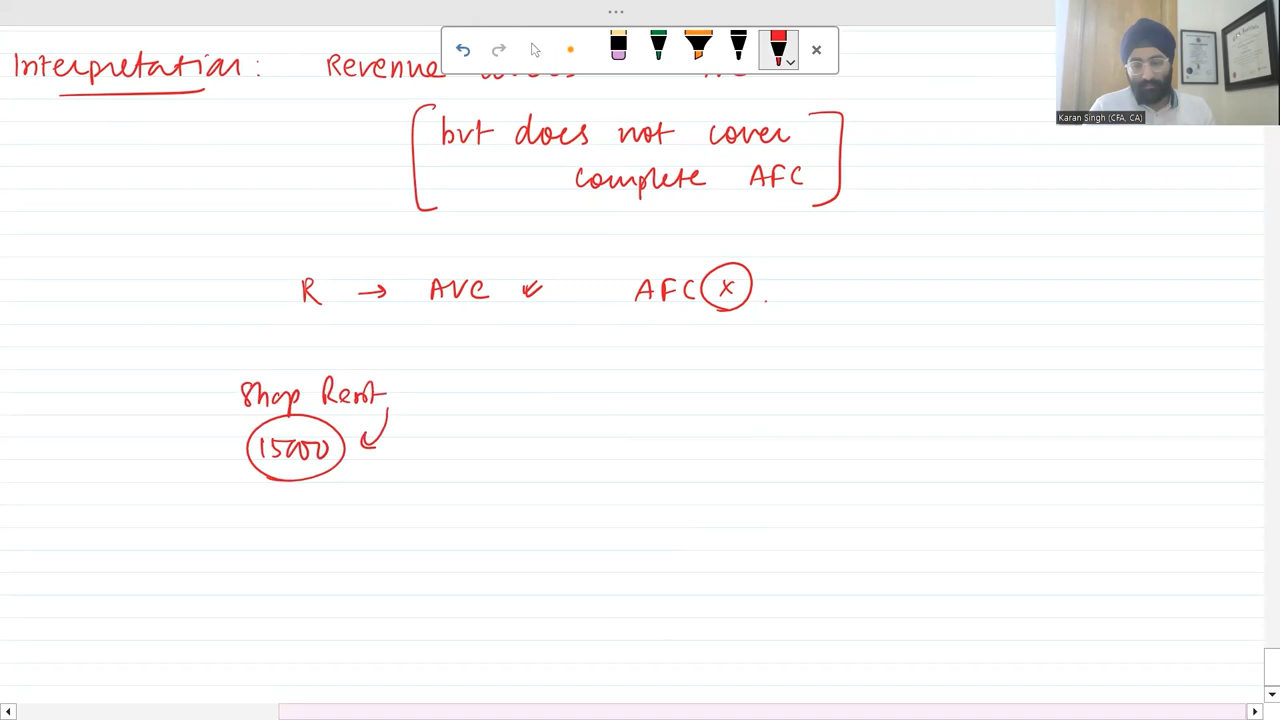 Interpretation: Revenue
but does not cover
complete AFC
R → AVC ✓ AFC x .
Shop Rent
15000
Karan Singh (CFA, CA)